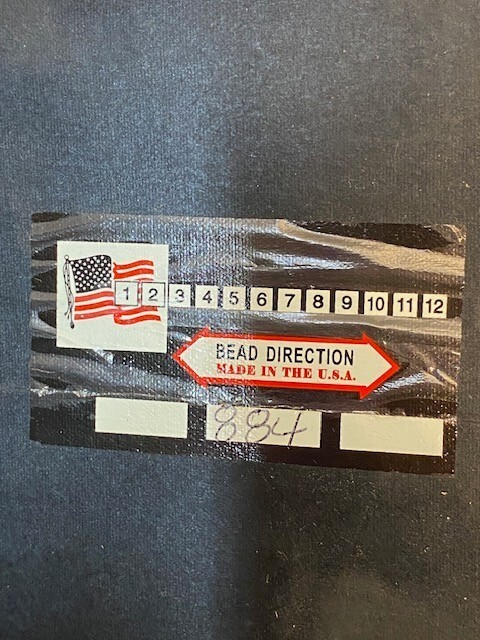 1 2 3 4 5 6 7 8 9 10 11 12
BEAD DIRECTION
MADE IN THE U.S.A.
884